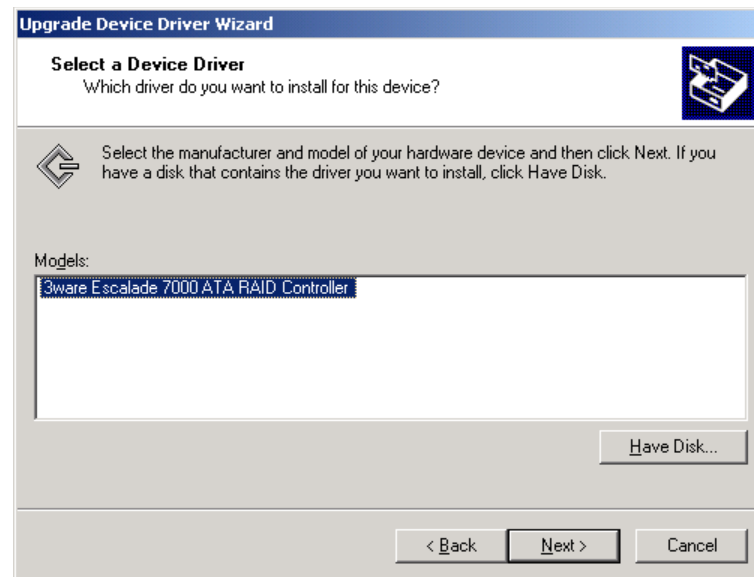 Upgrade Device Driver Wizard
Select a Device Driver
Which driver do you want to install for this device?
Select the manufacturer and model of your hardware device and then click Next. If you
have a disk that contains the driver you want to install, click Have Disk.
Models:
3ware Escalade 7000 ATA RAID Controller
Have Disk...
< Back Next > Cancel